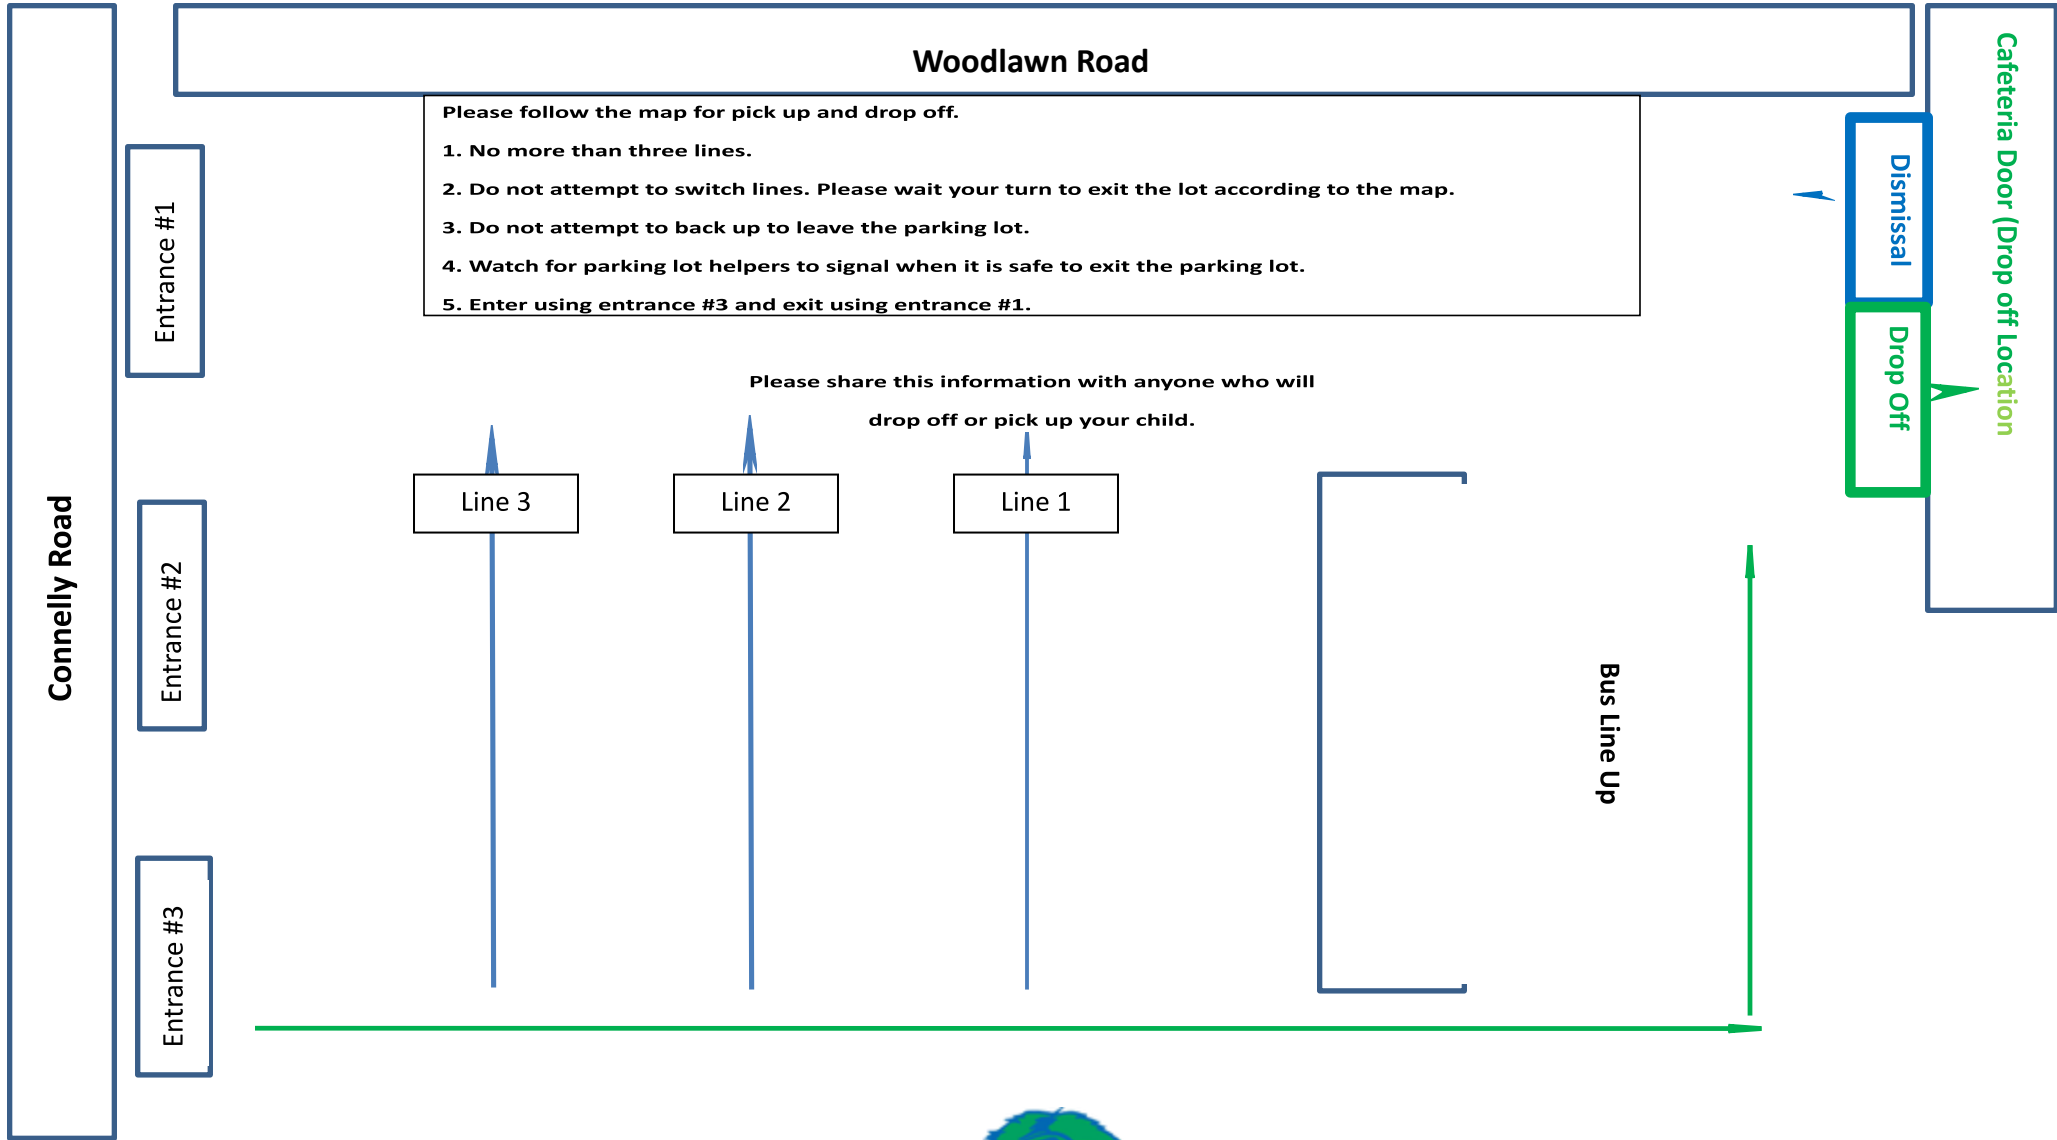 Woodlawn Road
Please follow the map for pick up and drop off.
1. No more than three lines.
2. Do not attempt to switch lines. Please wait your turn to exit the lot according to the map.
3. Do not attempt to back up to leave the parking lot.
4. Watch for parking lot helpers to signal when it is safe to exit the parking lot.
5. Enter using entrance #3 and exit using entrance #1.
Please share this information with anyone who will
drop off or pick up your child.
Connelly Road
Entrance #1
Entrance #2
Entrance #3
Line 3
Line 2
Line 1
Bus Line Up
Dismissal
Drop Off
Cafeteria Door (Drop off Location